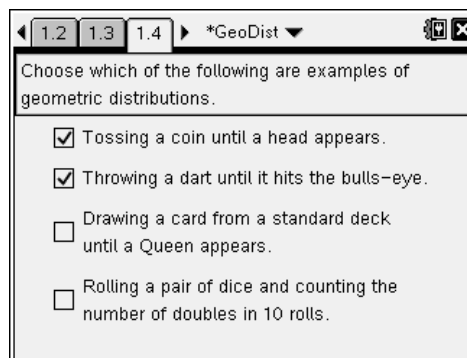 1.2 1.3 1.4 *GeoDist
Choose which of the following are examples of
geometric distributions.
Tossing a coin until a head appears.
Throwing a dart until it hits the bulls-eye.
Drawing a card from a standard deck
until a Queen appears.
Rolling a pair of dice and counting the
number of doubles in 10 rolls.